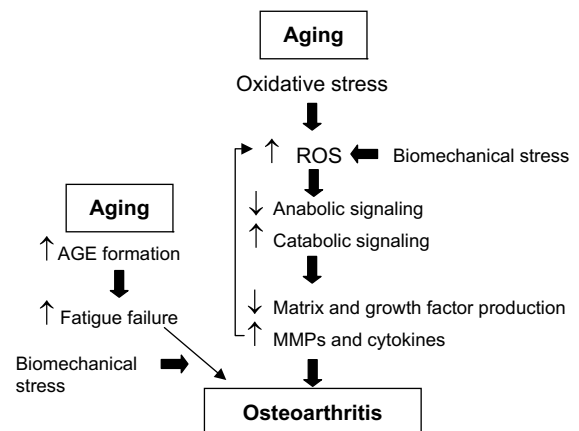 Aging
Oxidative stress
↑ ROS
Biomechanical stress
↓ Anabolic signaling
↑ Catabolic signaling
↓ Matrix and growth factor production
↑ MMPs and cytokines
Aging
↑ AGE formation
↑ Fatigue failure
Biomechanical
stress
Osteoarthritis